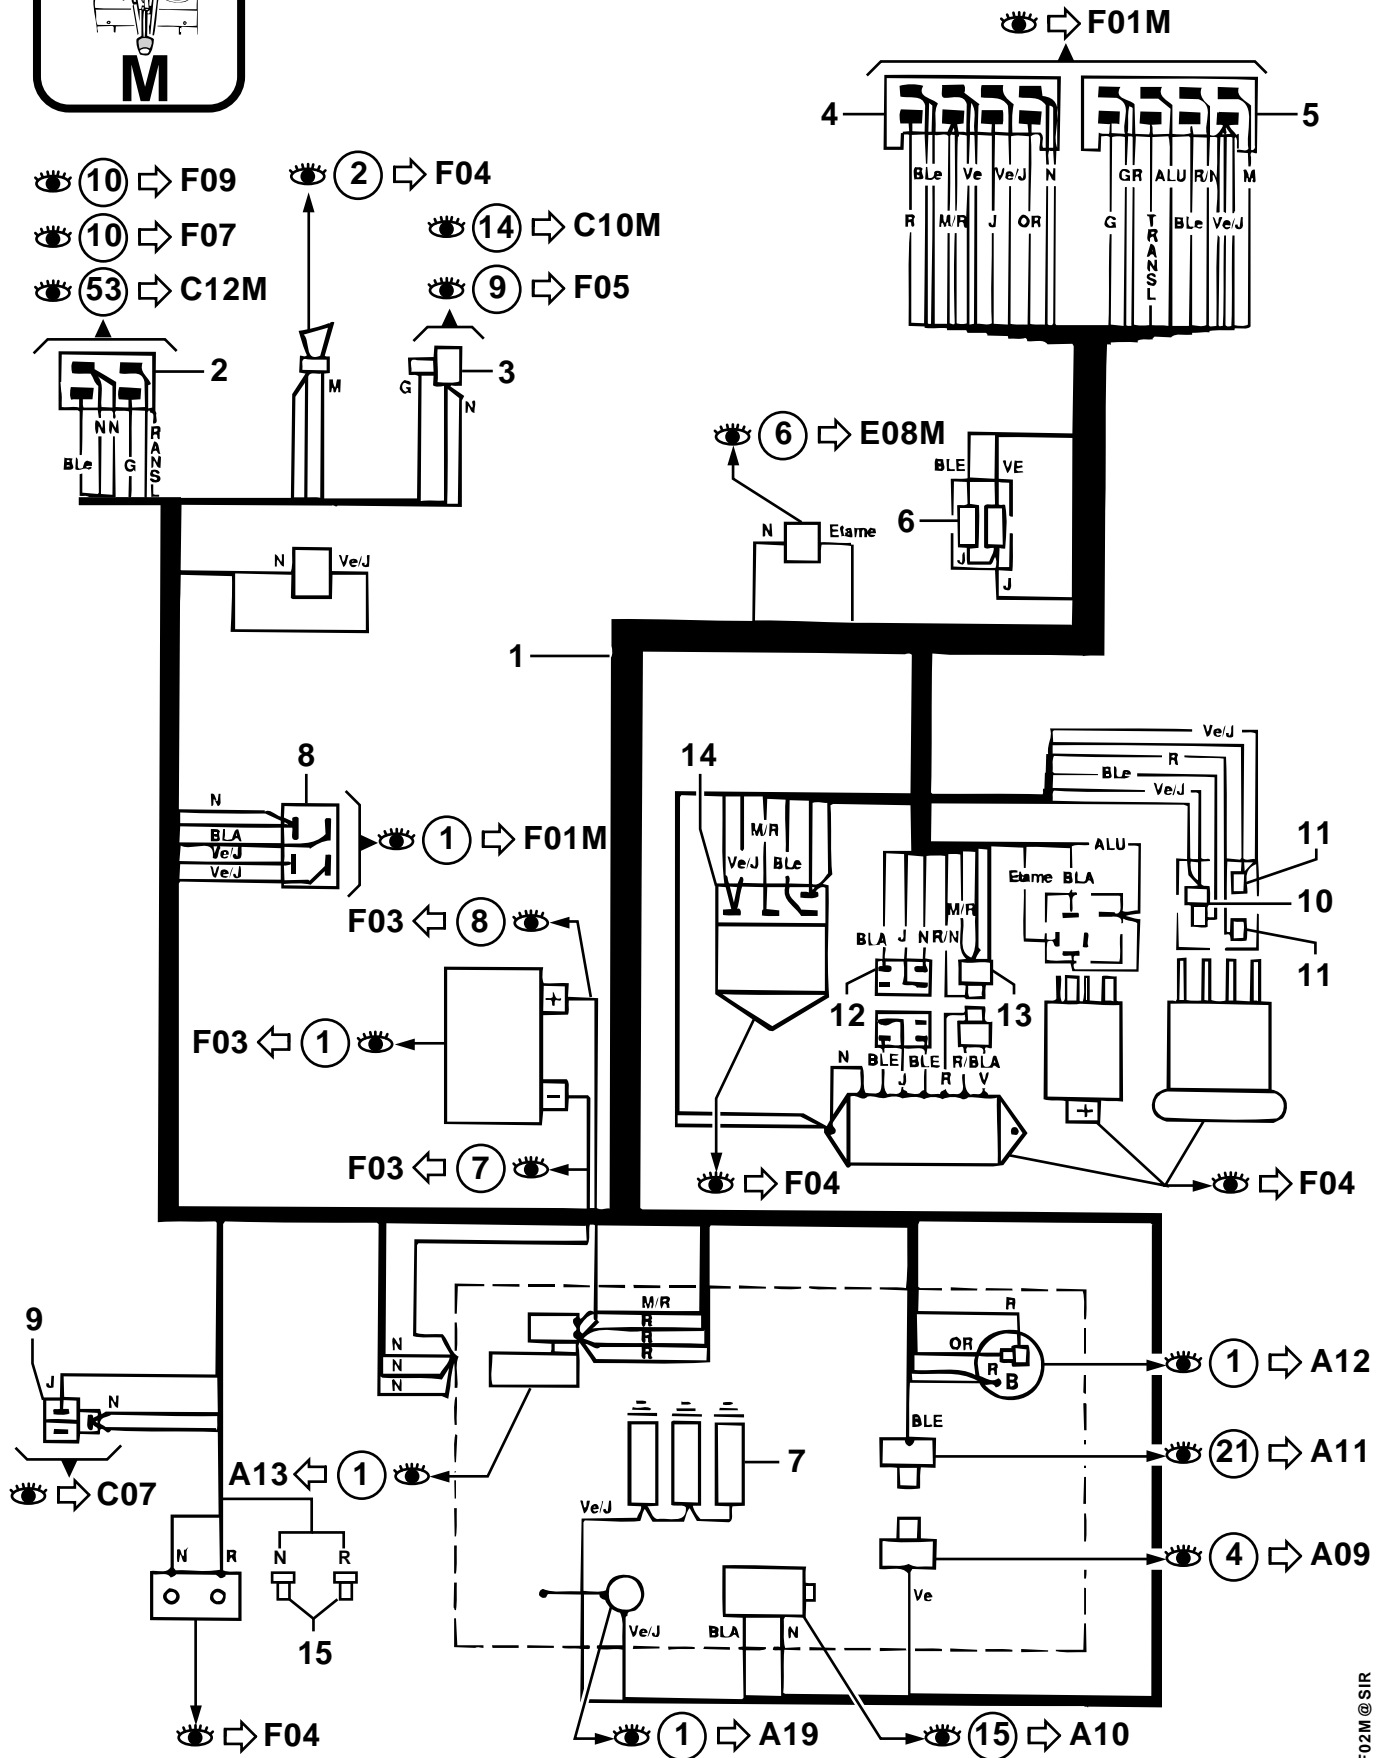 M
F01M
4
5
BLe
Ve
Ve/J
N
R
M/R
J
OR
GR
ALU
R/N
M
G
TRANSL
BLe
Ve/J
10
F09
10
F07
53
C12M
2
F04
14
C10M
9
F05
2
3
M
G
N
N N
BLe
G
RANSL
6
E08M
BLE
VE
6
N
Etame
J
J
N
Ve/J
1
8
N
BLA
Ve/J
Ve/J
1
F01M
F03
8
+
F03
1
−
F03
7
14
M/R
Ve/J
BLe
Ve/J
R
BLe
Ve/J
ALU
Etame
BLA
11
10
11
M/R
BLA
J
N
R/N
12
13
N
BLE
J
BLE
R
R/BLA
V
+
F04
F04
9
J
N
C07
N
N
N
M/R
R
R
R
R
OR
R
B
1
A12
BLE
21
A11
A13
1
7
Ve/J
4
A09
Ve
N
R
N
R
15
F04
Ve/J
BLA
N
1
A19
15
A10
F02M@SIR